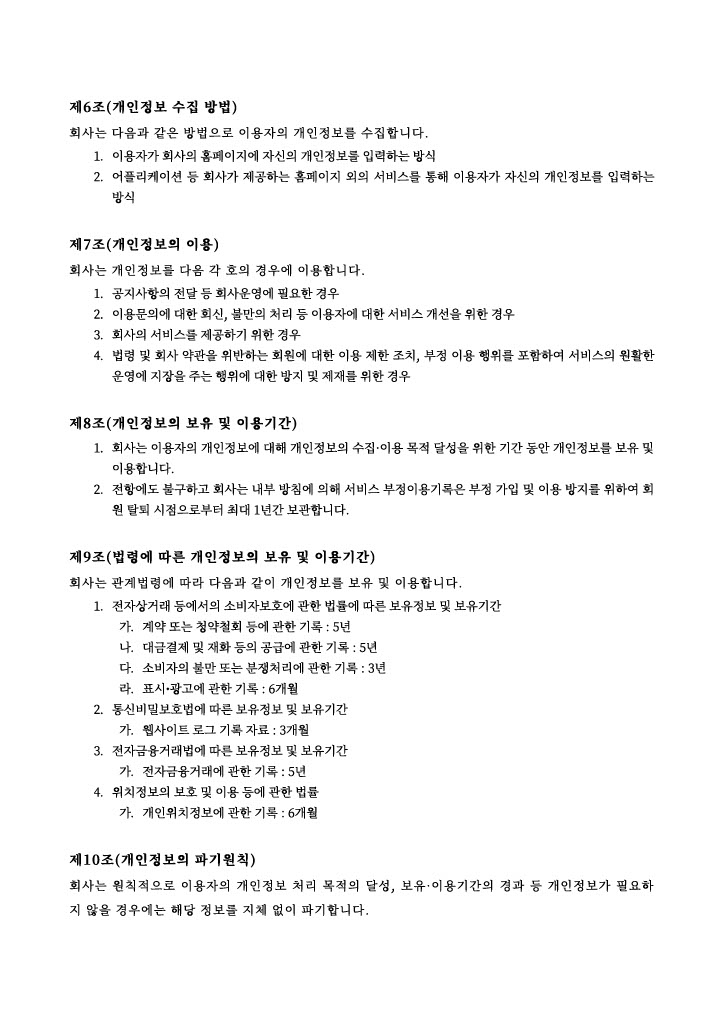 제6조(개인정보 수집 방법)
회사는 다음과 같은 방법으로 이용자의 개인정보를 수집합니다.
1. 이용자가 회사의 홈페이지에 자신의 개인정보를 입력하는 방식
2. 어플리케이션 등 회사가 제공하는 홈페이지 외의 서비스를 통해 이용자가 자신의 개인정보를 입력하는
방식
제7조(개인정보의 이용)
회사는 개인정보를 다음 각 호의 경우에 이용합니다.
1. 공지사항의 전달 등 회사운영에 필요한 경우
2. 이용문의에 대한 회신, 불만의 처리 등 이용자에 대한 서비스 개선을 위한 경우
3. 회사의 서비스를 제공하기 위한 경우
4. 법령 및 회사 약관을 위반하는 회원에 대한 이용 제한 조치, 부정 이용 행위를 포함하여 서비스의 원활한
운영에 지장을 주는 행위에 대한 방지 및 제재를 위한 경우
제8조(개인정보의 보유 및 이용기간)
1. 회사는 이용자의 개인정보에 대해 개인정보의 수집·이용 목적 달성을 위한 기간 동안 개인정보를 보유 및
이용합니다.
2. 전항에도 불구하고 회사는 내부 방침에 의해 서비스 부정이용기록은 부정 가입 및 이용 방지를 위하여 회
원 탈퇴 시점으로부터 최대 1년간 보관합니다.
제9조(법령에 따른 개인정보의 보유 및 이용기간)
회사는 관계법령에 따라 다음과 같이 개인정보를 보유 및 이용합니다.
1. 전자상거래 등에서의 소비자보호에 관한 법률에 따른 보유정보 및 보유기간
가. 계약 또는 청약철회 등에 관한 기록 : 5년
나. 대금결제 및 재화 등의 공급에 관한 기록 : 5년
다. 소비자의 불만 또는 분쟁처리에 관한 기록 : 3년
라. 표시•광고에 관한 기록 : 6개월
2. 통신비밀보호법에 따른 보유정보 및 보유기간
가. 웹사이트 로그 기록 자료 : 3개월
3. 전자금융거래법에 따른 보유정보 및 보유기간
가. 전자금융거래에 관한 기록 : 5년
4. 위치정보의 보호 및 이용 등에 관한 법률
가. 개인위치정보에 관한 기록 : 6개월
제10조(개인정보의 파기원칙)
회사는 원칙적으로 이용자의 개인정보 처리 목적의 달성, 보유·이용기간의 경과 등 개인정보가 필요하
지 않을 경우에는 해당 정보를 지체 없이 파기합니다.